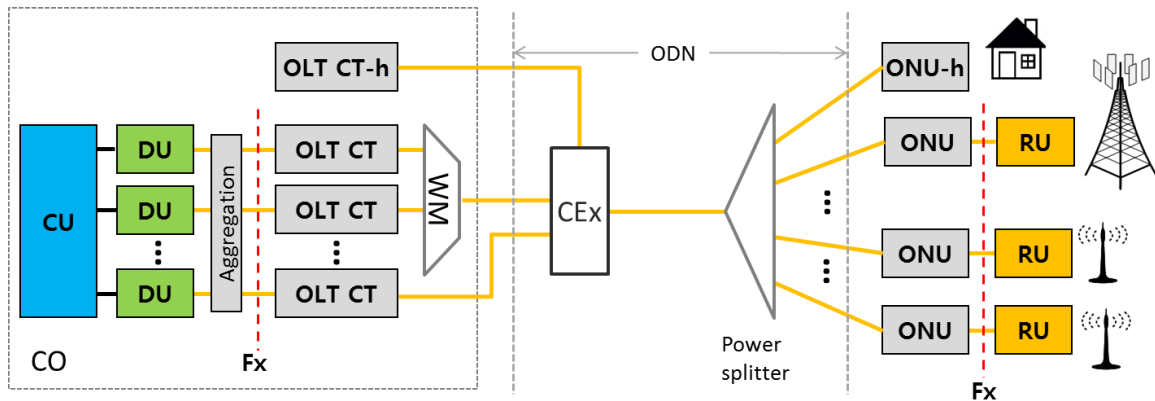 OLT CT-h
ODN
ONU-h
CU
DU
Aggregation
OLT CT
WM
CEx
ONU
RU
DU
OLT CT
DU
OLT CT
ONU
RU
ONU
RU
CO
Fx
Power
splitter
Fx